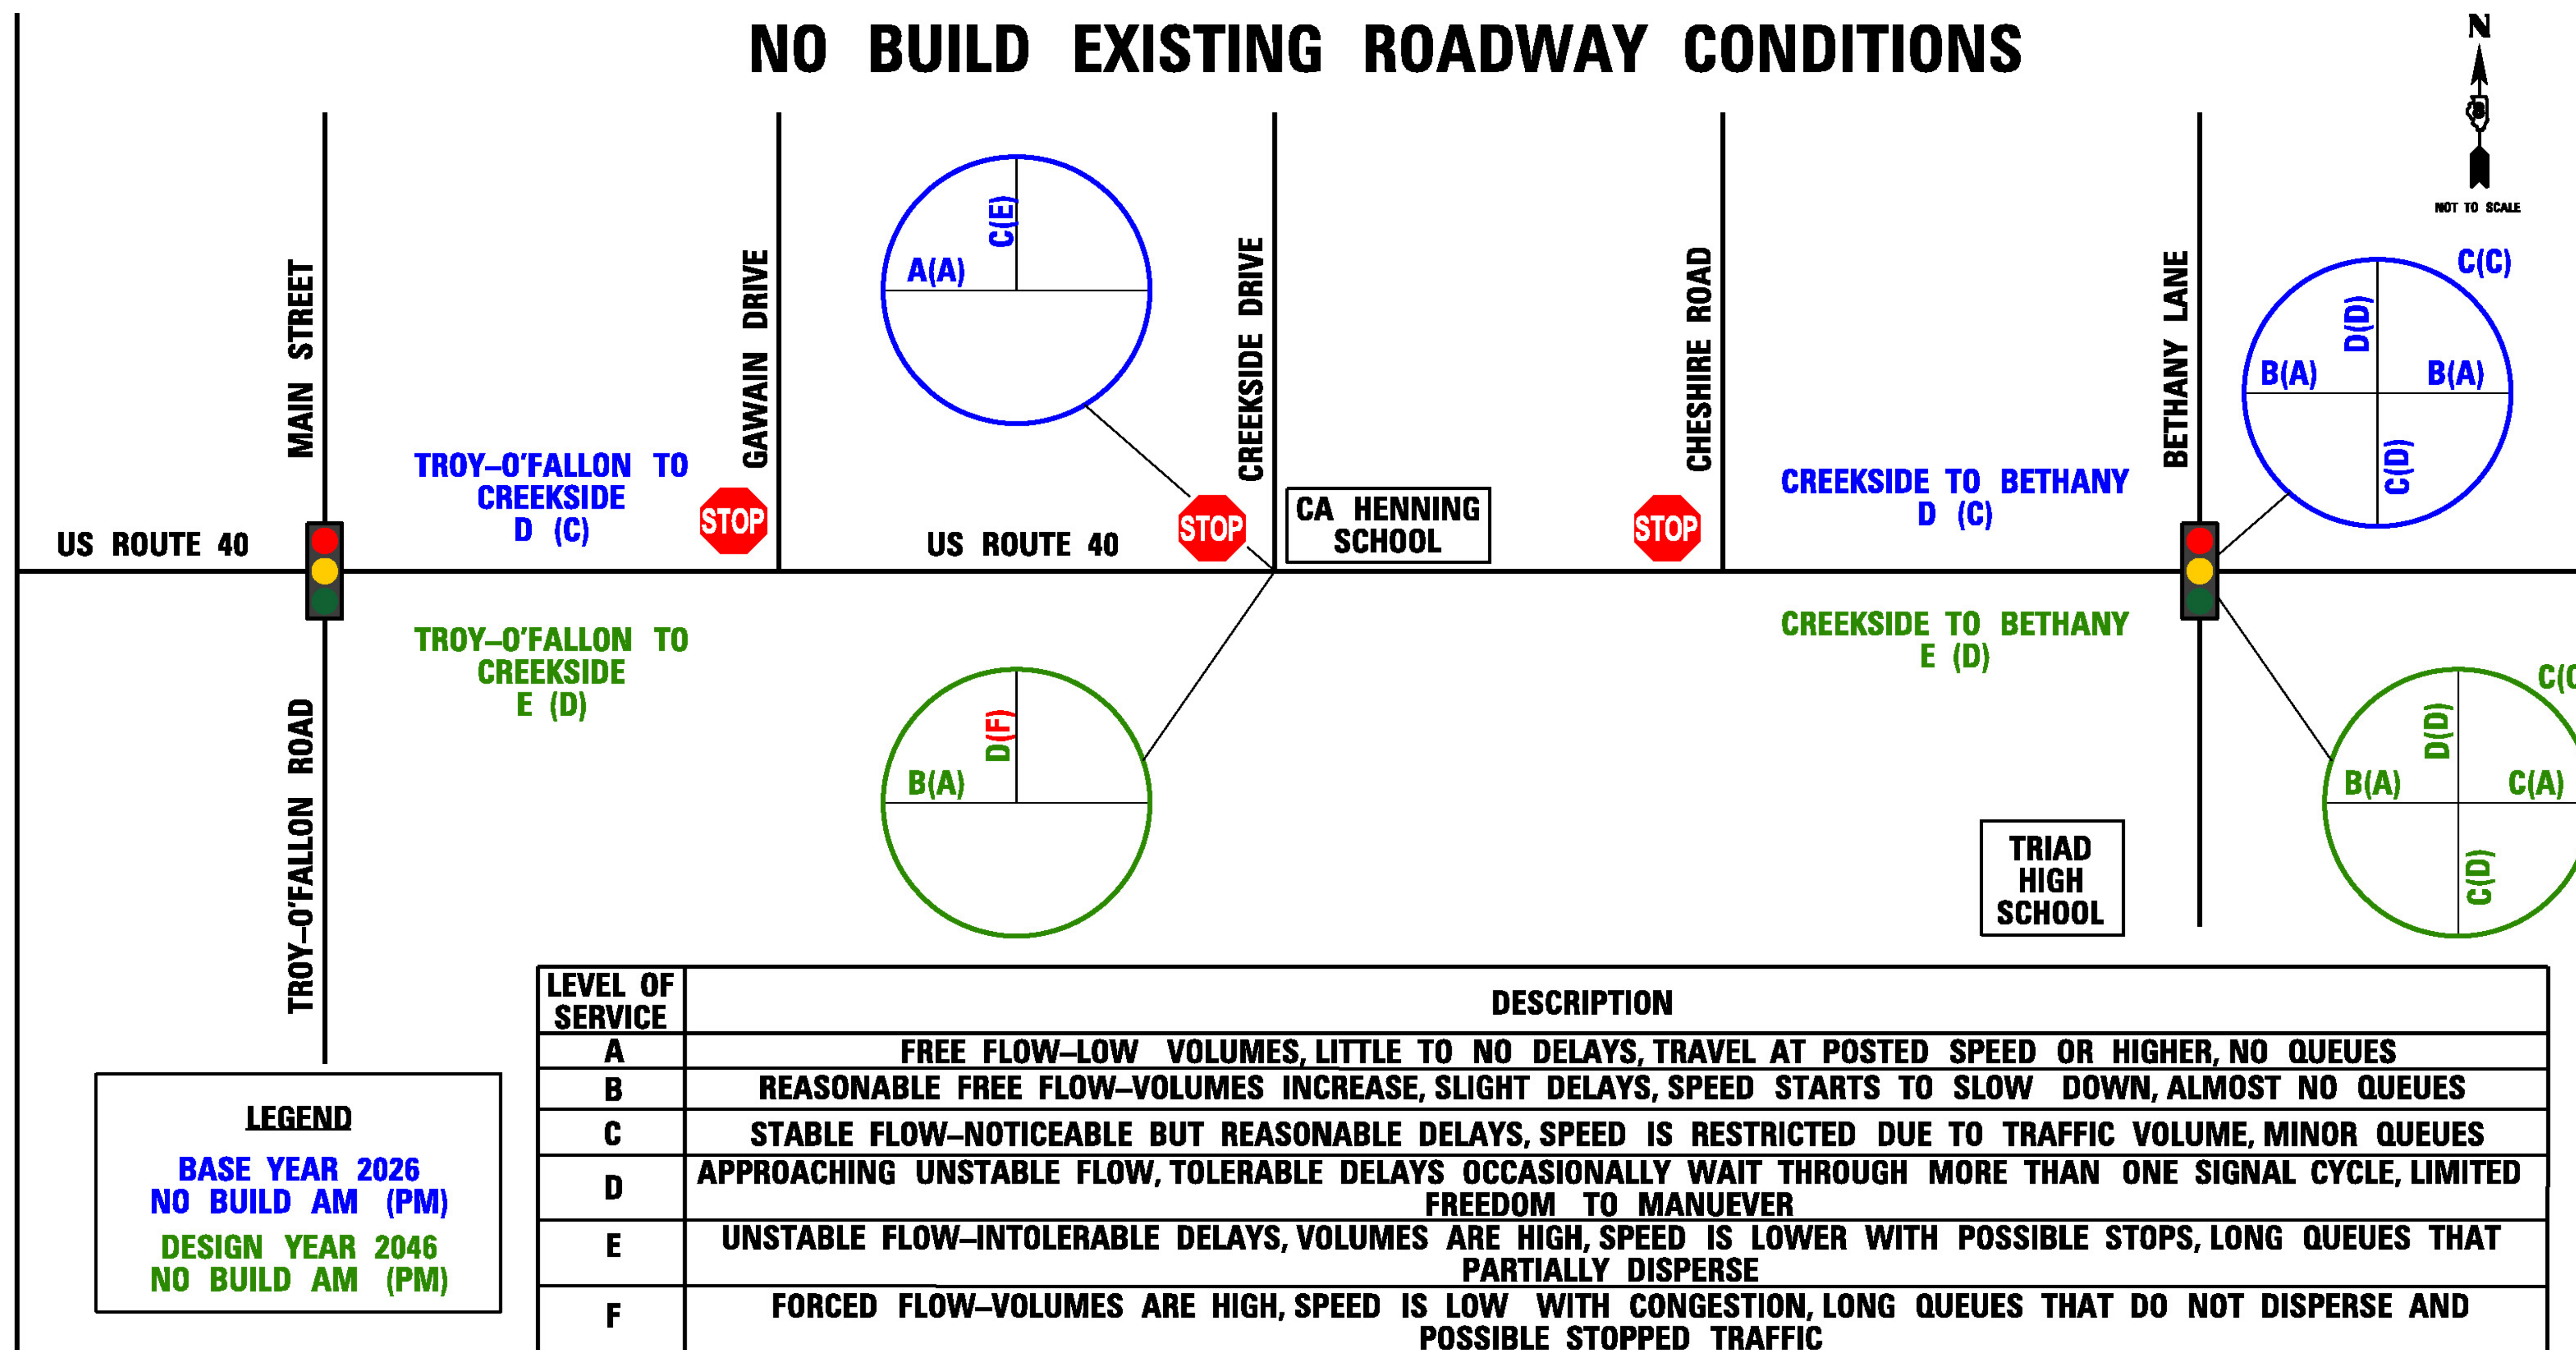 NO BUILD EXISTING ROADWAY CONDITIONS
N
NOT TO SCALE
MAIN STREET
GAWAIN DRIVE
C(E)
A(A)
CREEKSIDE DRIVE
CHESHIRE ROAD
BETHANY LANE
C(C)
D(D)
B(A)
B(A)
C(D)
TROY–O'FALLON TO
CREEKSIDE
D (C)
STOP
STOP
CA HENNING
SCHOOL
STOP
CREEKSIDE TO BETHANY
D (C)
US ROUTE 40
US ROUTE 40
TROY–O'FALLON TO
CREEKSIDE
E (D)
CREEKSIDE TO BETHANY
E (D)
TROY–O'FALLON ROAD
D(F)
B(A)
C(
D(D)
B(A)
C(A)
C(D)
TRIAD
HIGH
SCHOOL
LEGEND
BASE YEAR 2026
NO BUILD AM (PM)
DESIGN YEAR 2046
NO BUILD AM (PM)
LEVEL OF
SERVICE
DESCRIPTION
A
FREE FLOW–LOW VOLUMES, LITTLE TO NO DELAYS, TRAVEL AT POSTED SPEED OR HIGHER, NO QUEUES
B
REASONABLE FREE FLOW–VOLUMES INCREASE, SLIGHT DELAYS, SPEED STARTS TO SLOW DOWN, ALMOST NO QUEUES
C
STABLE FLOW–NOTICEABLE BUT REASONABLE DELAYS, SPEED IS RESTRICTED DUE TO TRAFFIC VOLUME, MINOR QUEUES
D
APPROACHING UNSTABLE FLOW, TOLERABLE DELAYS OCCASIONALLY WAIT THROUGH MORE THAN ONE SIGNAL CYCLE, LIMITED
FREEDOM TO MANUEVER
E
UNSTABLE FLOW–INTOLERABLE DELAYS, VOLUMES ARE HIGH, SPEED IS LOWER WITH POSSIBLE STOPS, LONG QUEUES THAT
PARTIALLY DISPERSE
F
FORCED FLOW–VOLUMES ARE HIGH, SPEED IS LOW WITH CONGESTION, LONG QUEUES THAT DO NOT DISPERSE AND
POSSIBLE STOPPED TRAFFIC